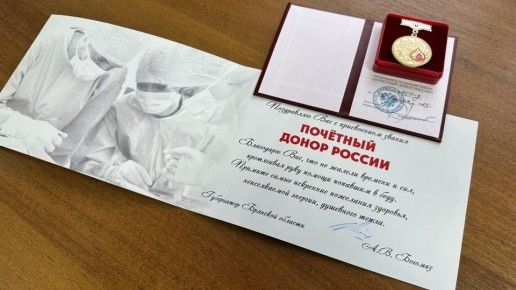 Поздравляю Вас с присвоением звания
ПОЧЁТНЫЙ
ДОНОР РОССИИ
Благодарю Вас, что не жалели времени и сил,
протягивая руку помощи попавшим в беду.
Примите самые искренние пожелания здоровья,
неиссякаемой энергии, душевного тепла.
Губернатор Брянской области
А.В. Богомаз